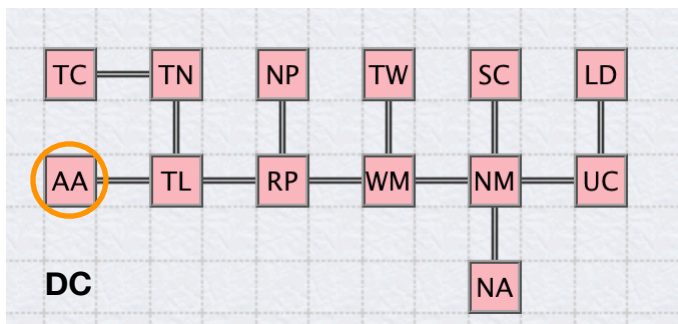 TC TN NP TW SC LD
AA TL RP WM NM UC
DC NA